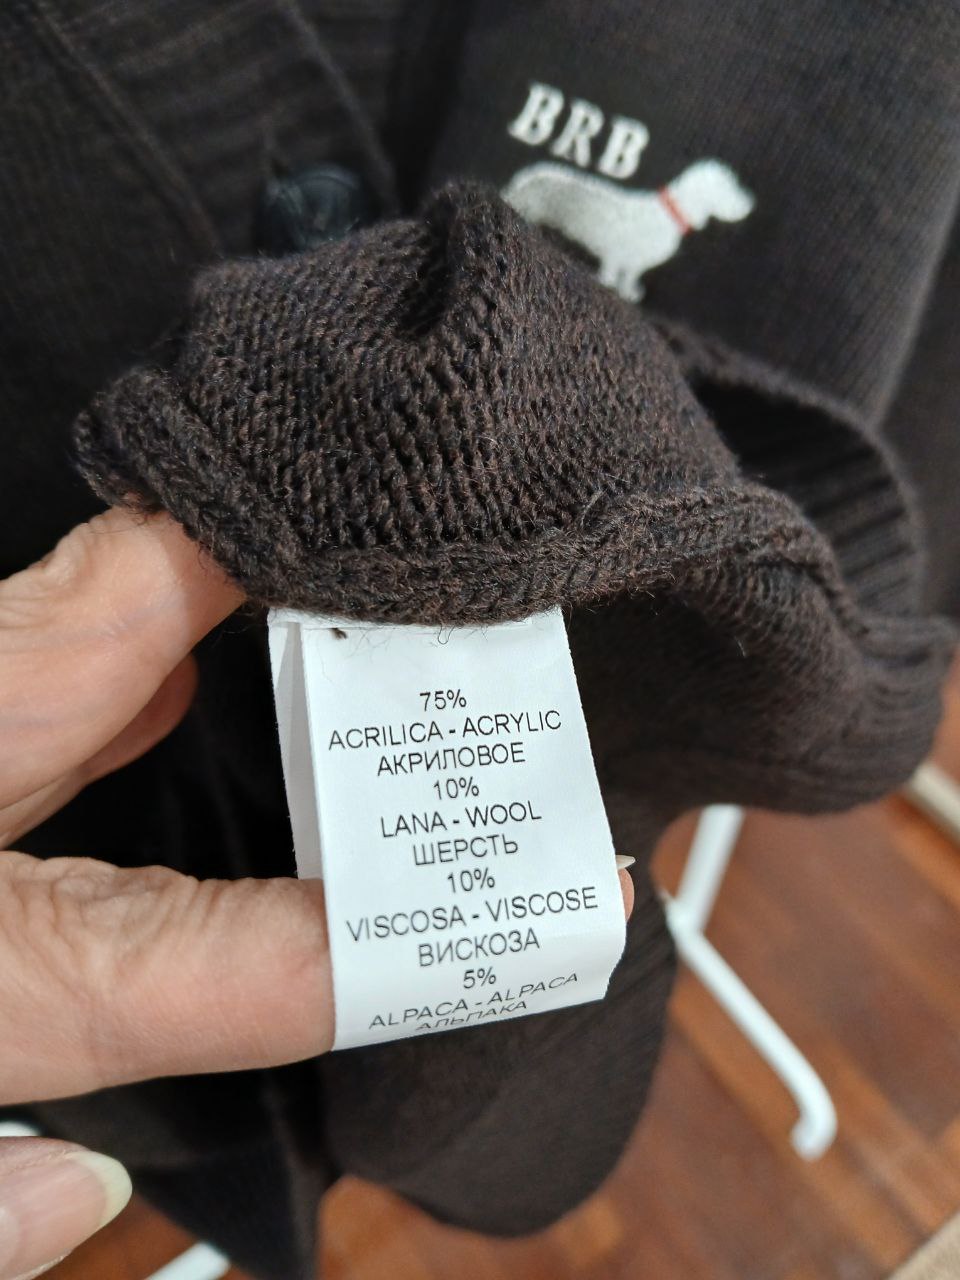 BRB
75%
ACRILICA - ACRYLIC
АКРИЛОВОЕ
10%
LANA - WOOL
ШЕРСТЬ
10%
VISCOSA - VISCOSE
ВИСКОЗА
5%
ALPACA - ALPACA
АЛЬПАКА